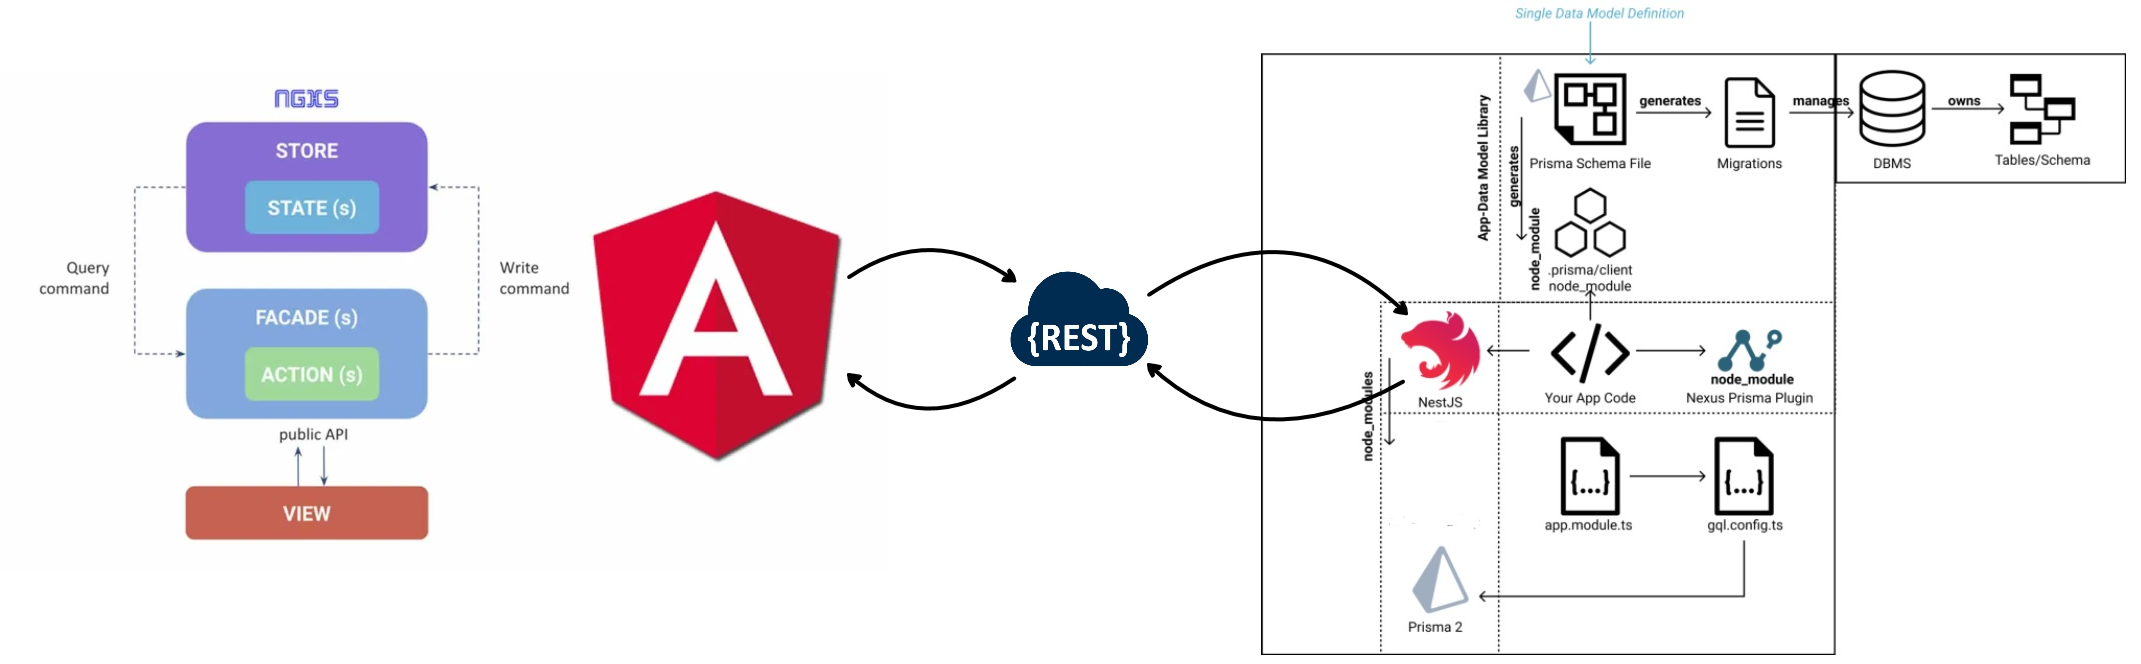 NGXS
STORE
STATE (s)
Query
command
Write
command
FACADE (s)
ACTION (s)
public API
VIEW
{REST}
Single Data Model Definition
App-Data Model Library
generates
manages
owns
Prisma Schema File
Migrations
DBMS
Tables/Schema
generates
node_module
.prisma/client
node_module
NestJS
Your App Code
node_module
Nexus Prisma Plugin
node_modules
{...}
{...}
app.module.ts
gql.config.ts
Prisma 2